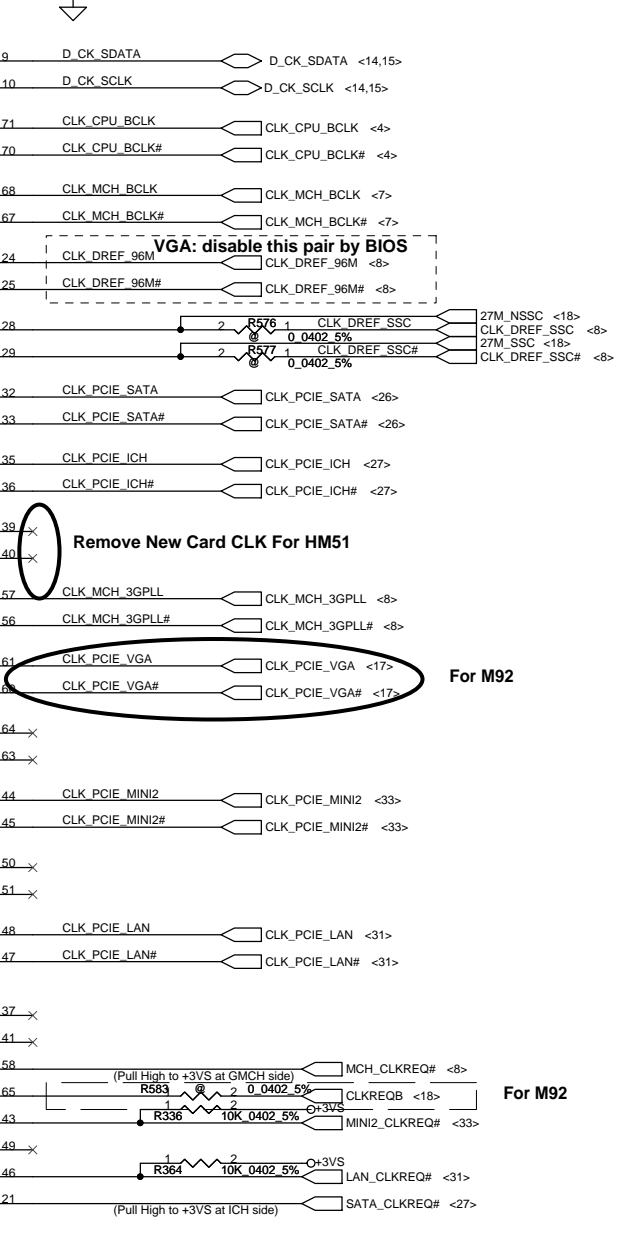 9 D_CK_SDATA D_CK_SDATA <14,15>
10 D_CK_SCLK D_CK_SCLK <14,15>
71 CLK_CPU_BCLK CLK_CPU_BCLK <4>
70 CLK_CPU_BCLK# CLK_CPU_BCLK# <4>
68 CLK_MCH_BCLK CLK_MCH_BCLK <7>
67 CLK_MCH_BCLK# CLK_MCH_BCLK# <7>
VGA: disable this pair by BIOS
24 CLK_DREF_96M CLK_DREF_96M <8>
25 CLK_DREF_96M# CLK_DREF_96M# <8>
27M_NSSC <18>
28 2 R576 1 CLK_DREF_SSC CLK_DREF_SSC <8>
@ 0_0402_5%
27M_SSC <18>
29 2 R577 1 CLK_DREF_SSC# CLK_DREF_SSC# <8>
@ 0_0402_5%
32 CLK_PCIE_SATA CLK_PCIE_SATA <26>
33 CLK_PCIE_SATA# CLK_PCIE_SATA# <26>
35 CLK_PCIE_ICH CLK_PCIE_ICH <27>
36 CLK_PCIE_ICH# CLK_PCIE_ICH# <27>
39
Remove New Card CLK For HM51
40
57 CLK_MCH_3GPLL CLK_MCH_3GPLL <8>
56 CLK_MCH_3GPLL# CLK_MCH_3GPLL# <8>
61 CLK_PCIE_VGA CLK_PCIE_VGA <17>
For M92
60 CLK_PCIE_VGA# CLK_PCIE_VGA# <17>
64
63
44 CLK_PCIE_MINI2 CLK_PCIE_MINI2 <33>
45 CLK_PCIE_MINI2# CLK_PCIE_MINI2# <33>
50
51
48 CLK_PCIE_LAN CLK_PCIE_LAN <31>
47 CLK_PCIE_LAN# CLK_PCIE_LAN# <31>
37
41
58 MCH_CLKREQ# <8>
(Pull High to +3VS at GMCH side)
R583 1 @ 2 0_0402_5%
65 CLKREQB <18>
For M92
1 2 +3VS
R336 10K_0402_5%
43 MINI2_CLKREQ# <33>
49
1 2 +3VS
R364 10K_0402_5%
46 LAN_CLKREQ# <31>
21 SATA_CLKREQ# <27>
(Pull High to +3VS at ICH side)